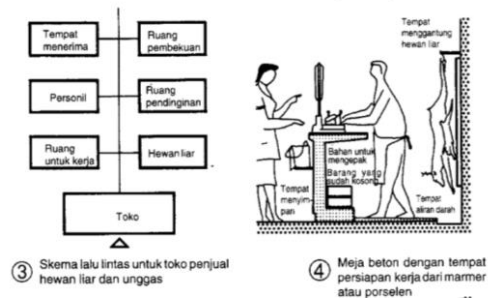 Tempat
menerima
Ruang
pembekuan
Personil
Ruang
pendinginan
Ruang
untuk kerja
Hewan liar
Toko
③ Skema lalu lintas untuk toko penjual
hewan liar dan unggas
Tempat
menggantung
hewan liar
Bahan untuk
mengepak
Barang yang
sudah kosong
Tempat
menyim-
pan
Tempat
aliran darah
④ Meja beton dengan tempat
persiapan kerja dari marmer
atau porselen